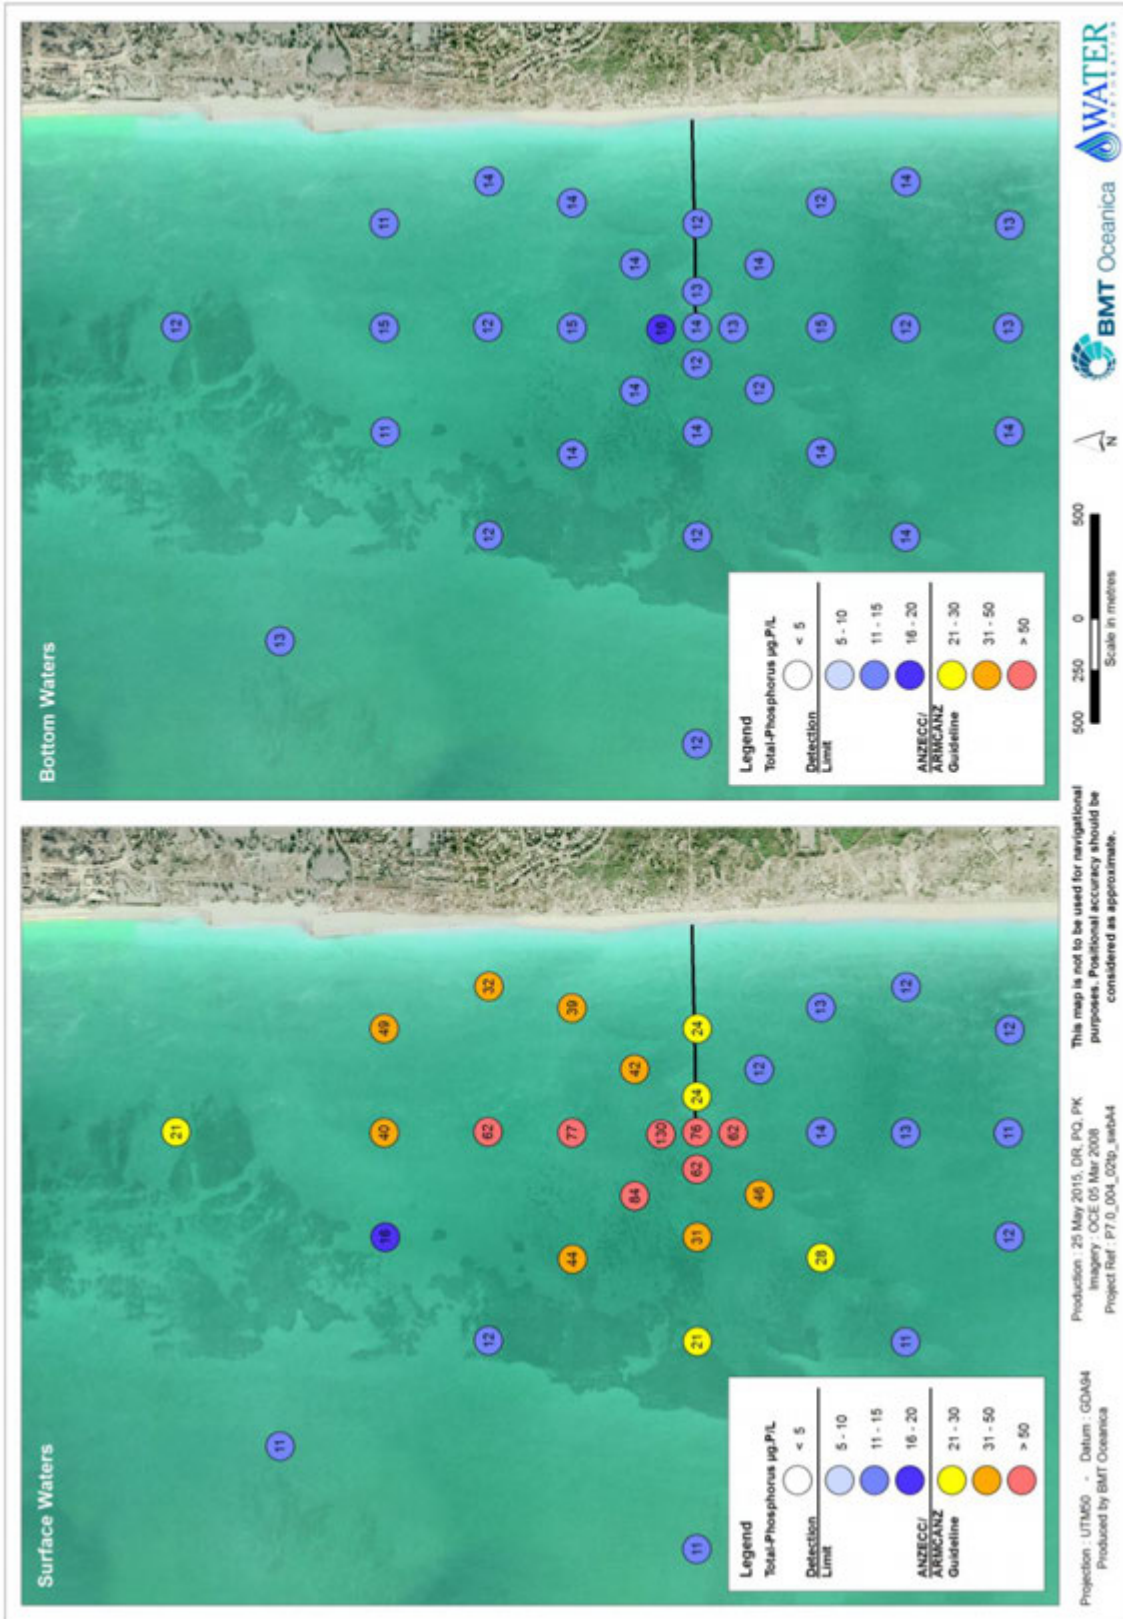 Surface Waters
21
11
16 40 49
12 62 32
44 77 39
84 42
130
11 21 31 62 76 24 24
62
46 12
28 14 13
11 13 12
12 11 12
Legend
Total-Phosphorus µg.P/L
Detection
Limit
< 5
5 - 10
11 - 15
16 - 20
ANZECC/
ARMCANZ
Guideline
21 - 30
31 - 50
> 50
Bottom Waters
12
13
11 15 11
12 12 14
14 15 14
14 14
16
12 12 14 12 14 13 12
13
12 14
14 15 12
14 12 14
14 13 13
Legend
Total-Phosphorus µg.P/L
Detection
Limit
< 5
5 - 10
11 - 15
16 - 20
ANZECC/
ARMCANZ
Guideline
21 - 30
31 - 50
> 50
Projection : UTM50 - Datum : GDA94
Produced by BMT Oceanica
Production : 25 May 2015, DR, PQ, PK
Imagery : OCE 05 Mar 2008
Project Ref : P7.0_004_02tp_swbA4
This map is not to be used for navigational
purposes. Positional accuracy should be
considered as approximate.
500 250 0 500
Scale in metres
N
BMT Oceanica
WATER
CORPORATION